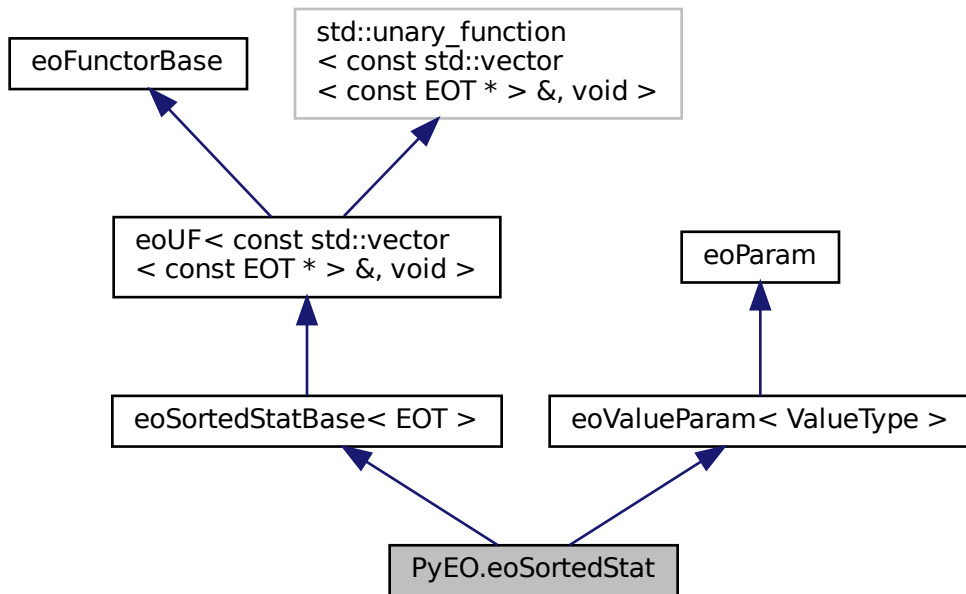 eoFunctorBase
std::unary_function
< const std::vector
< const EOT * > &, void >
eoUF< const std::vector
< const EOT * > &, void >
eoParam
eoSortedStatBase< EOT >
eoValueParam< ValueType >
PyEO.eoSortedStat